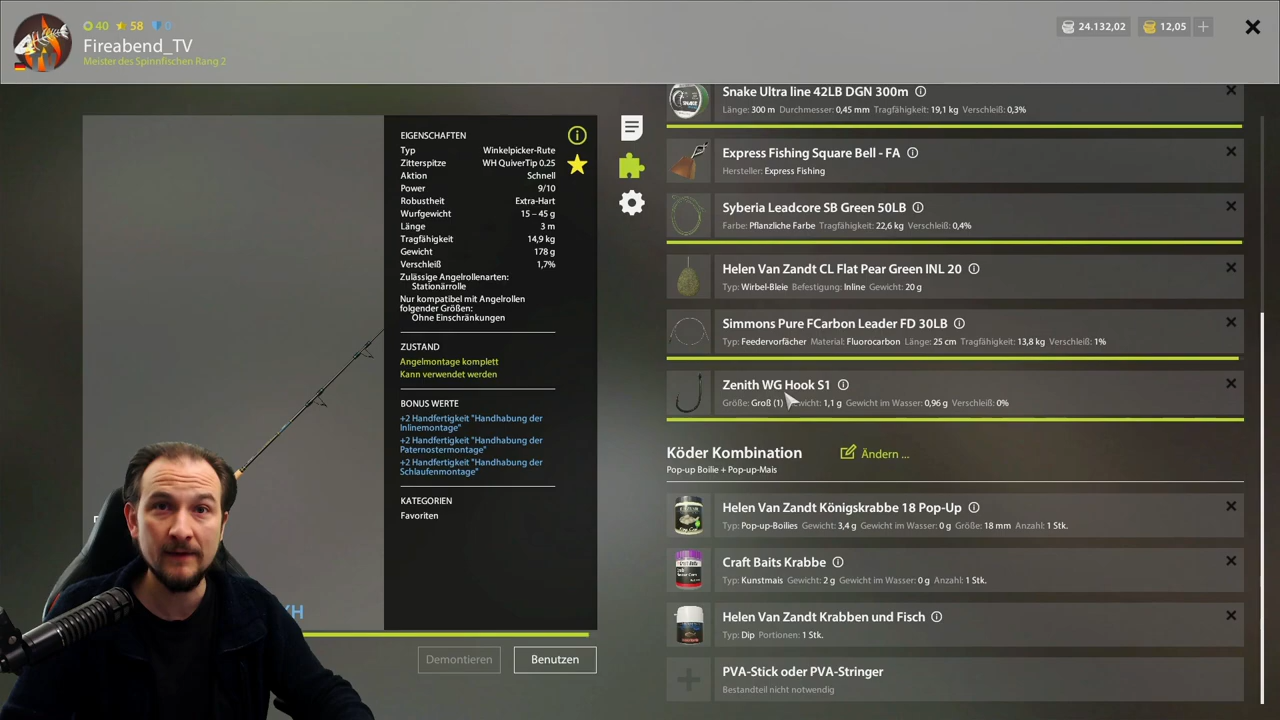 40 58 0
Fireabend_TV
Meister des Spinnfischen Rang 2
24.132,02 12,05
EIGENSCHAFTEN
Typ Winkelpicker-Rute
Zitterspitze WH QuiverTip 0.25
Aktion Schnell
Power 9/10
Robustheit Extra-Hart
Wurfgewicht 15 – 45 g
Länge 3 m
Tragfähigkeit 14,9 kg
Gewicht 178 g
Verschleiß 1,7%
Zulässige Angelrollenarten:
Stationärrolle
Nur kompatibel mit Angelrollen
folgender Größen:
Ohne Einschränkungen
ZUSTAND
Angelmontage komplett
Kann verwendet werden
BONUS WERTE
+2 Handfertigkeit "Handhabung der
Inlinemontage"
+2 Handfertigkeit "Handhabung der
Paternostermontage"
+2 Handfertigkeit "Handhabung der
Schlaufenmontage"
KATEGORIEN
Favoriten
Demontieren Benutzen
Snake Ultra line 42LB DGN 300m
Länge: 300 m Durchmesser: 0,45 mm Tragfähigkeit: 19,1 kg Verschleiß: 0,3%
Express Fishing Square Bell - FA
Hersteller: Express Fishing
Syberia Leadcore SB Green 50LB
Farbe: Pflanzliche Farbe Tragfähigkeit: 22,6 kg Verschleiß: 0,4%
Helen Van Zandt CL Flat Pear Green INL 20
Typ: Wirbel-Bleie Befestigung: Inline Gewicht: 20 g
Simmons Pure FCarbon Leader FD 30LB
Typ: Feedervorfächer Material: Fluorocarbon Länge: 25 cm Tragfähigkeit: 13,8 kg Verschleiß: 1%
Zenith WG Hook S1
Größe: Groß (1) Gewicht: 1,1 g Gewicht im Wasser: 0,96 g Verschleiß: 0%
Köder Kombination Ändern ...
Pop-up Boilie + Pop-up-Mais
Helen Van Zandt Königskrabbe 18 Pop-Up
Typ: Pop-up-Boilies Gewicht: 3,4 g Gewicht im Wasser: 0 g Größe: 18 mm Anzahl: 1 Stk.
Craft Baits Krabbe
Typ: Kunstmais Gewicht: 2 g Gewicht im Wasser: 0 g Anzahl: 1 Stk.
Helen Van Zandt Krabben und Fisch
Typ: Dip Portionen: 1 Stk.
PVA-Stick oder PVA-Stringer
Bestandteil nicht notwendig